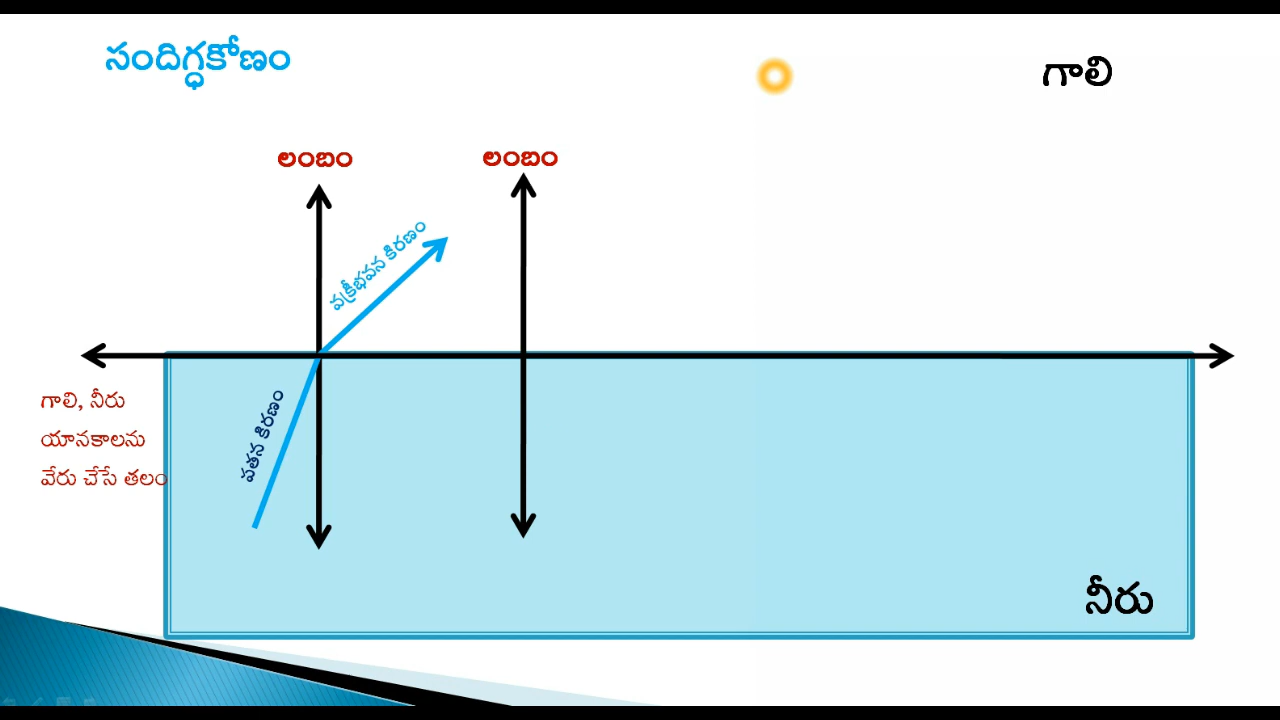 సందిగ్ధకోణం
గాలి
లంబం
లంబం
వక్రీభవన కిరణం
పతన కిరణం
గాలి, నీరు
యానకాలను
వేరు చేసే తలం
నీరు